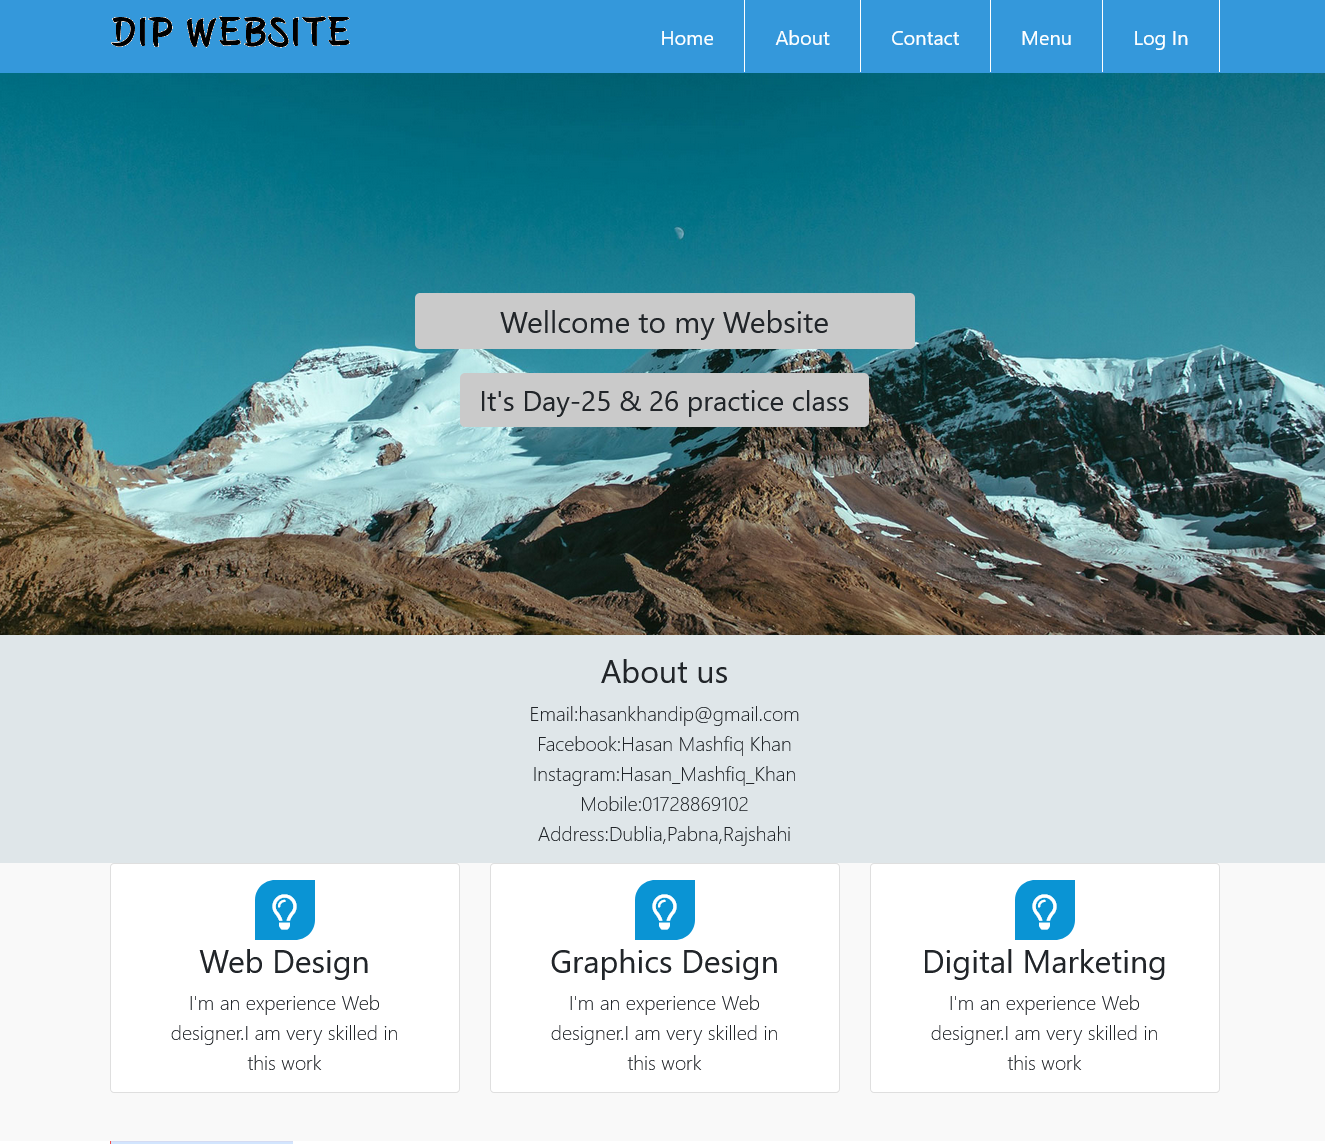 DIP WEBSITE
Home
About
Contact
Menu
Log In
Wellcome to my Website
It's Day-25 & 26 practice class
About us
Email:hasankhandip@gmail.com
Facebook:Hasan Mashfiq Khan
Instagram:Hasan_Mashfiq_Khan
Mobile:01728869102
Address:Dublia,Pabna,Rajshahi
Web Design
I'm an experience Web
designer.I am very skilled in
this work
Graphics Design
I'm an experience Web
designer.I am very skilled in
this work
Digital Marketing
I'm an experience Web
designer.I am very skilled in
this work